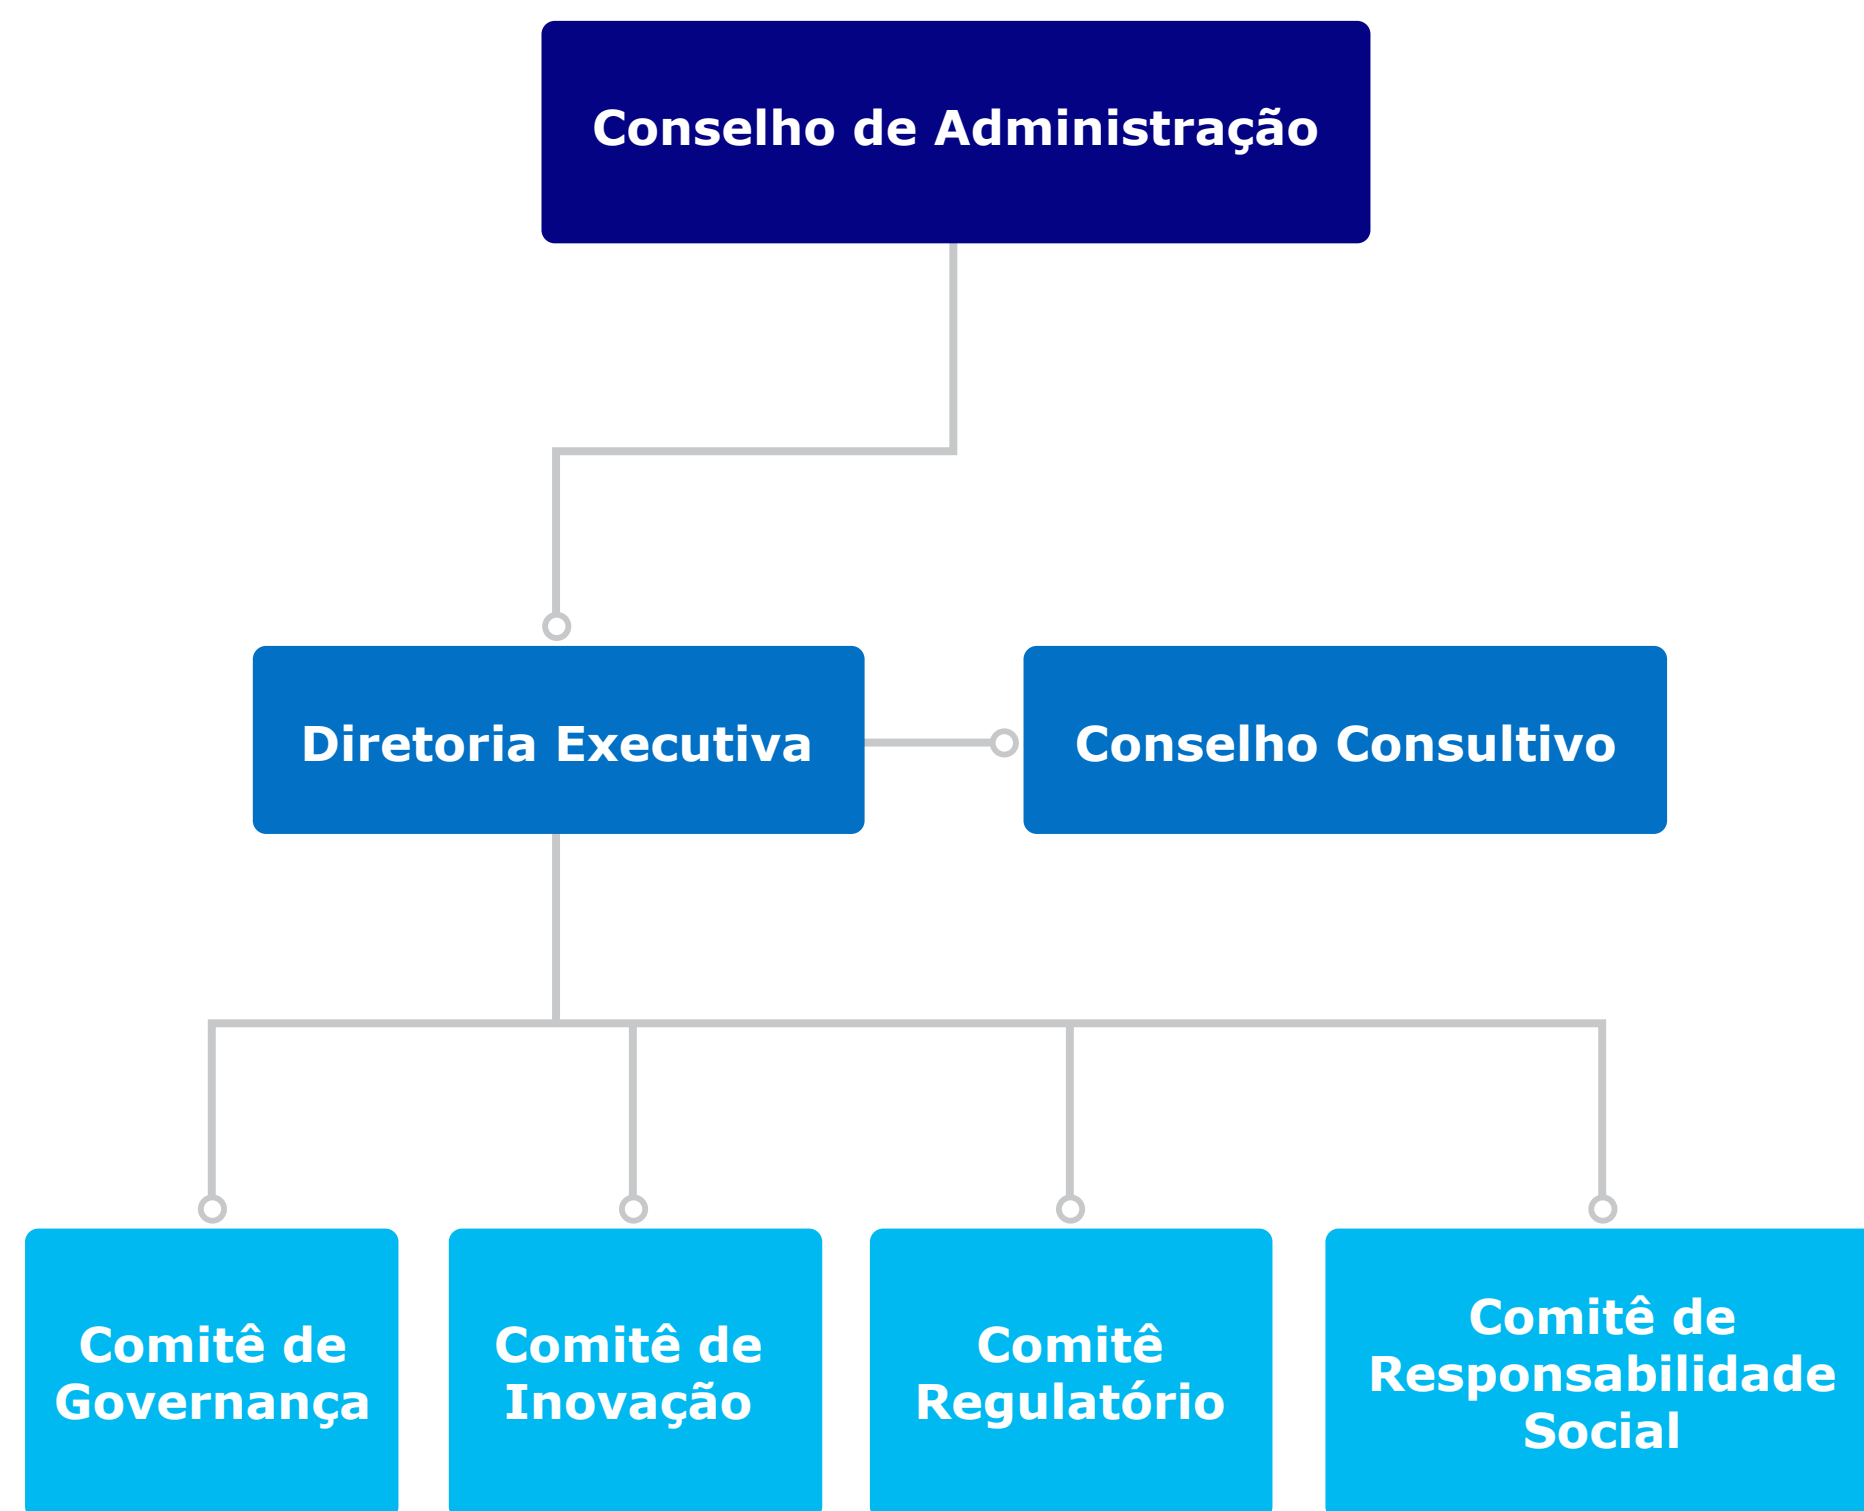 Conselho de Administração
Diretoria Executiva
Conselho Consultivo
Comitê de
Governança
Comitê de
Inovação
Comitê
Regulatório
Comitê de
Responsabilidade
Social